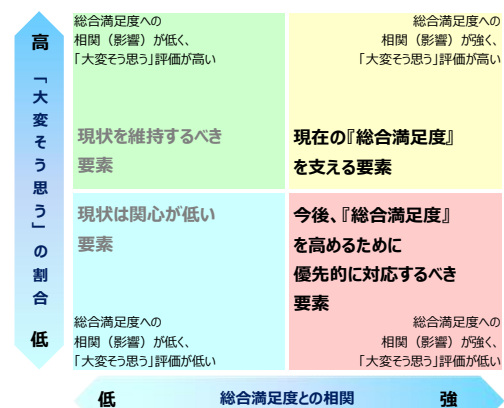 高
「大変そう思う」の割合
低
総合満足度への
相関（影響）が低く、
「大変そう思う」評価が高い
現状を維持するべき
要素
総合満足度への
相関（影響）が強く、
「大変そう思う」評価が高い
現在の『総合満足度』
を支える要素
現状は関心が低い
要素
総合満足度への
相関（影響）が低く、
「大変そう思う」評価が低い
今後、『総合満足度』
を高めるために
優先的に対応するべき
要素
総合満足度への
相関（影響）が強く、
「大変そう思う」評価が低い
低
総合満足度との相関
強